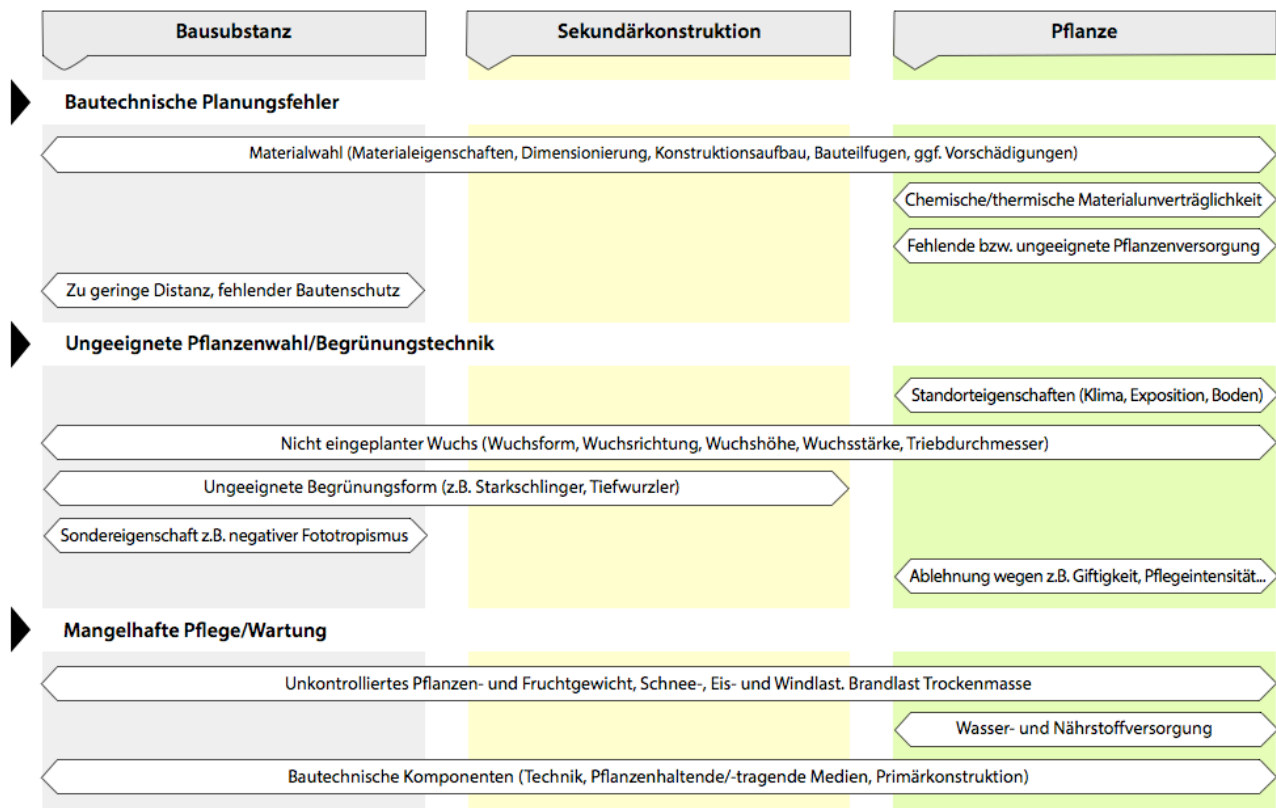 Bausubstanz
Sekundärkonstruktion
Pflanze
Bautechnische Planungsfehler
Materialwahl (Materialeigenschaften, Dimensionierung, Konstruktionsaufbau, Bauteilfugen, ggf. Vorschädigungen)
Chemische/thermische Materialunverträglichkeit
Fehlende bzw. ungeeignete Pflanzenversorgung
Zu geringe Distanz, fehlender Bautenschutz
Ungeeignete Pflanzenwahl/Begrünungstechnik
Standorteigenschaften (Klima, Exposition, Boden)
Nicht eingeplanter Wuchs (Wuchsform, Wuchsrichtung, Wuchshöhe, Wuchsstärke, Triebdurchmesser)
Ungeeignete Begrünungsform (z.B. Starkschlinger, Tiefwurzler)
Sondereigenschaft z.B. negativer Fototropismus
Ablehnung wegen z.B. Giftigkeit, Pflegeintensität...
Mangelhafte Pflege/Wartung
Unkontrolliertes Pflanzen- und Fruchtgewicht, Schnee-, Eis- und Windlast. Brandlast Trockenmasse
Wasser- und Nährstoffversorgung
Bautechnische Komponenten (Technik, Pflanzenhaltende/-tragende Medien, Primärkonstruktion)